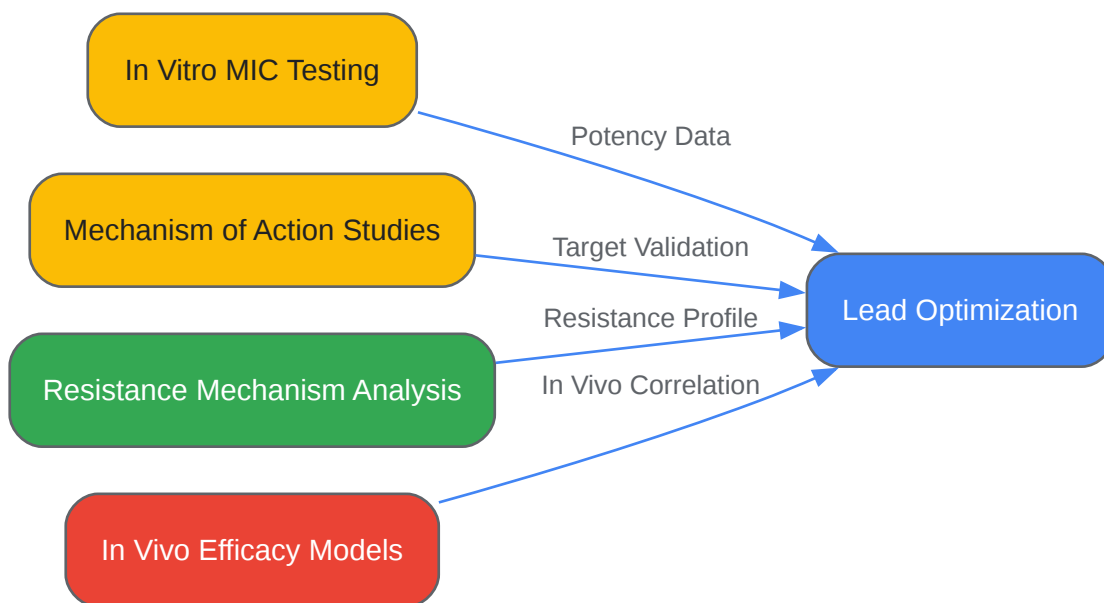 In Vitro MIC Testing
Potency Data
Mechanism of Action Studies
Target Validation
Lead Optimization
Resistance Profile
Resistance Mechanism Analysis
In Vivo Correlation
In Vivo Efficacy Models